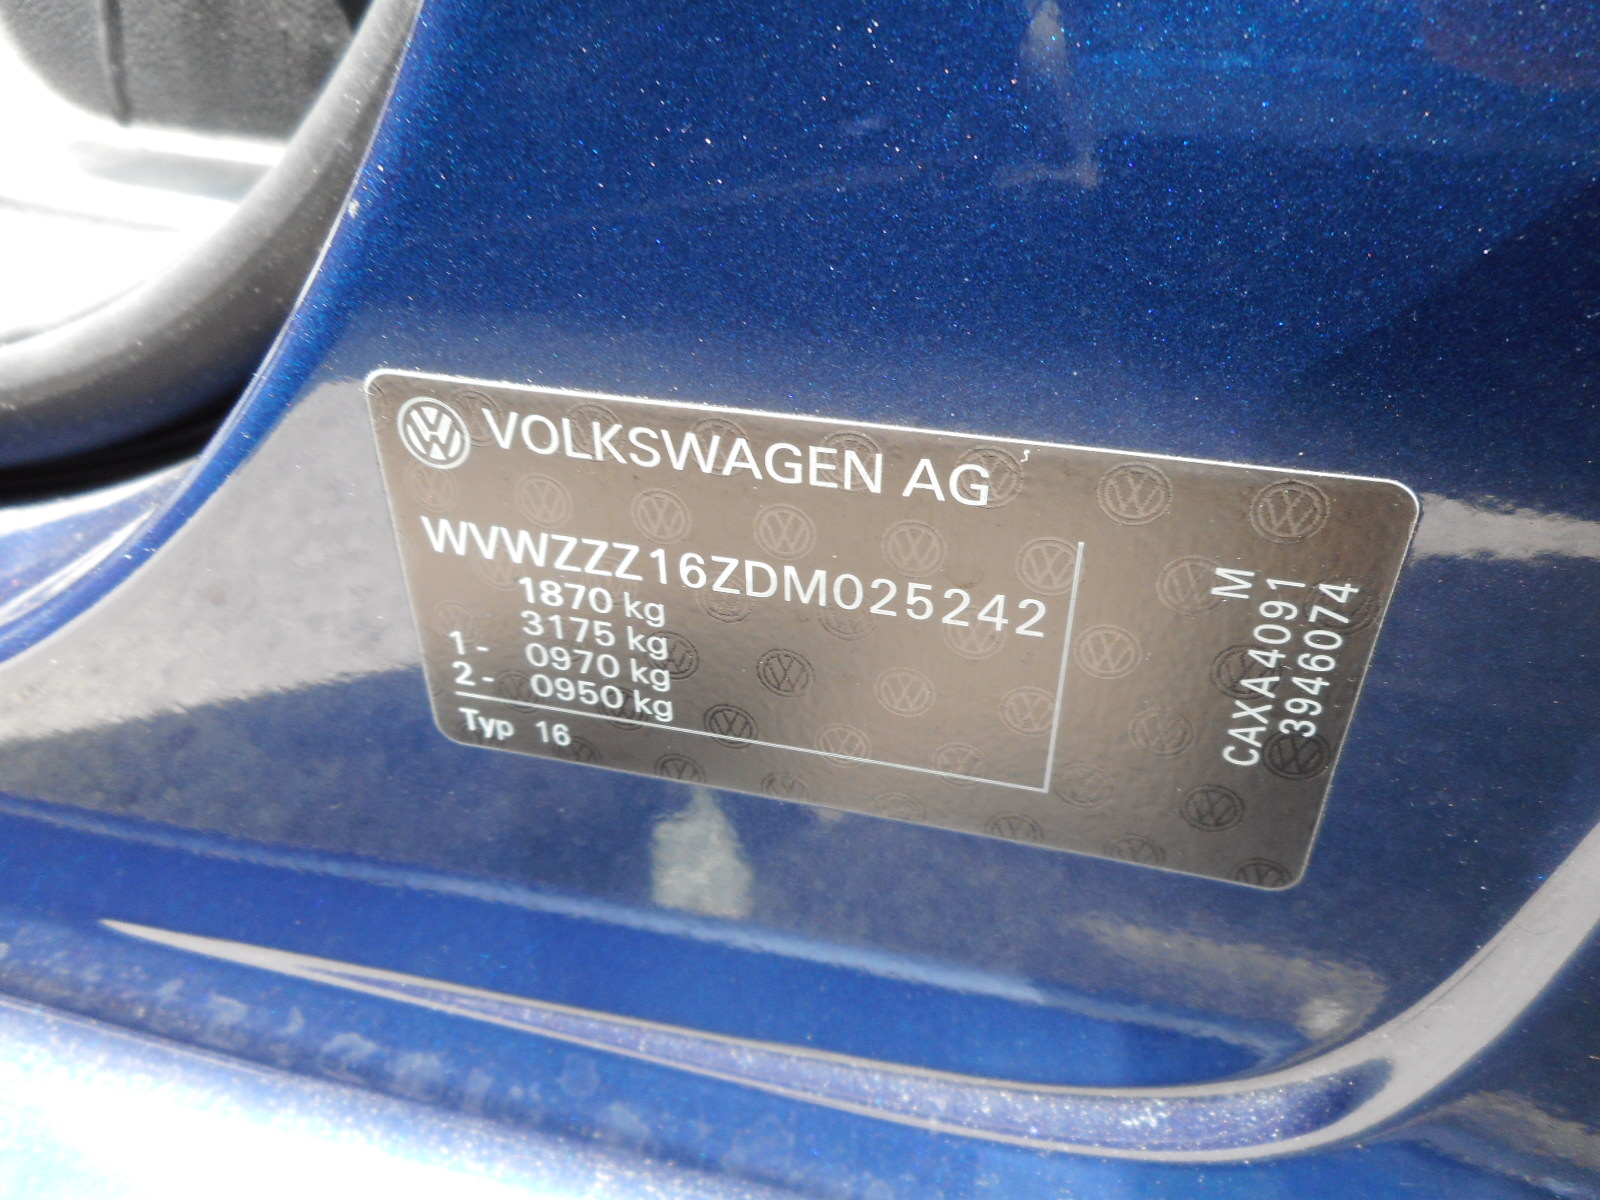 VOLKSWAGEN AG
WVWZZZ16ZDM025242
1870 kg
3175 kg
1- 0970 kg
2- 0950 kg
Typ 16
M
CAXA4091
3946074